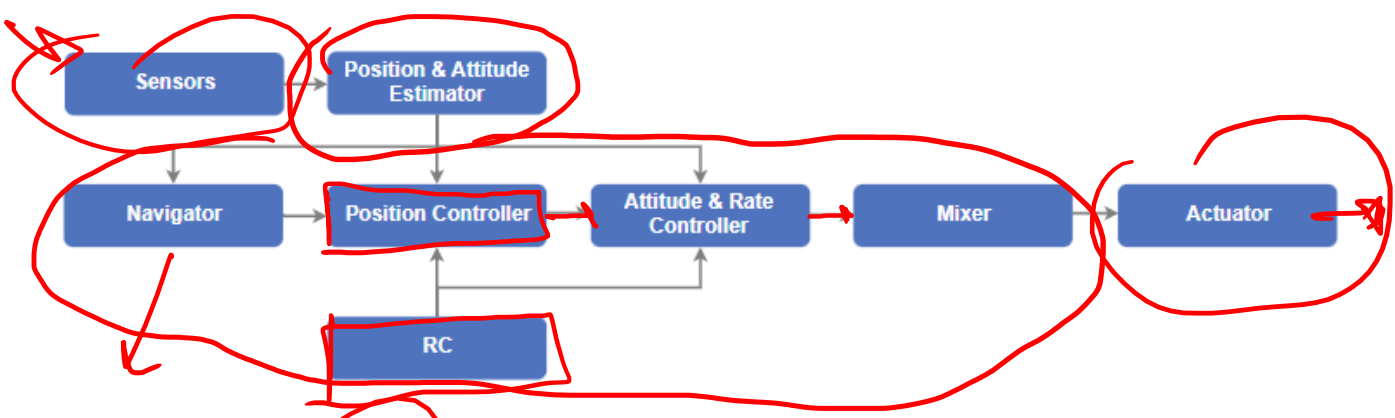 Sensors
Position & Attitude
Estimator
Navigator
Position Controller
Attitude & Rate
Controller
Mixer
Actuator
RC